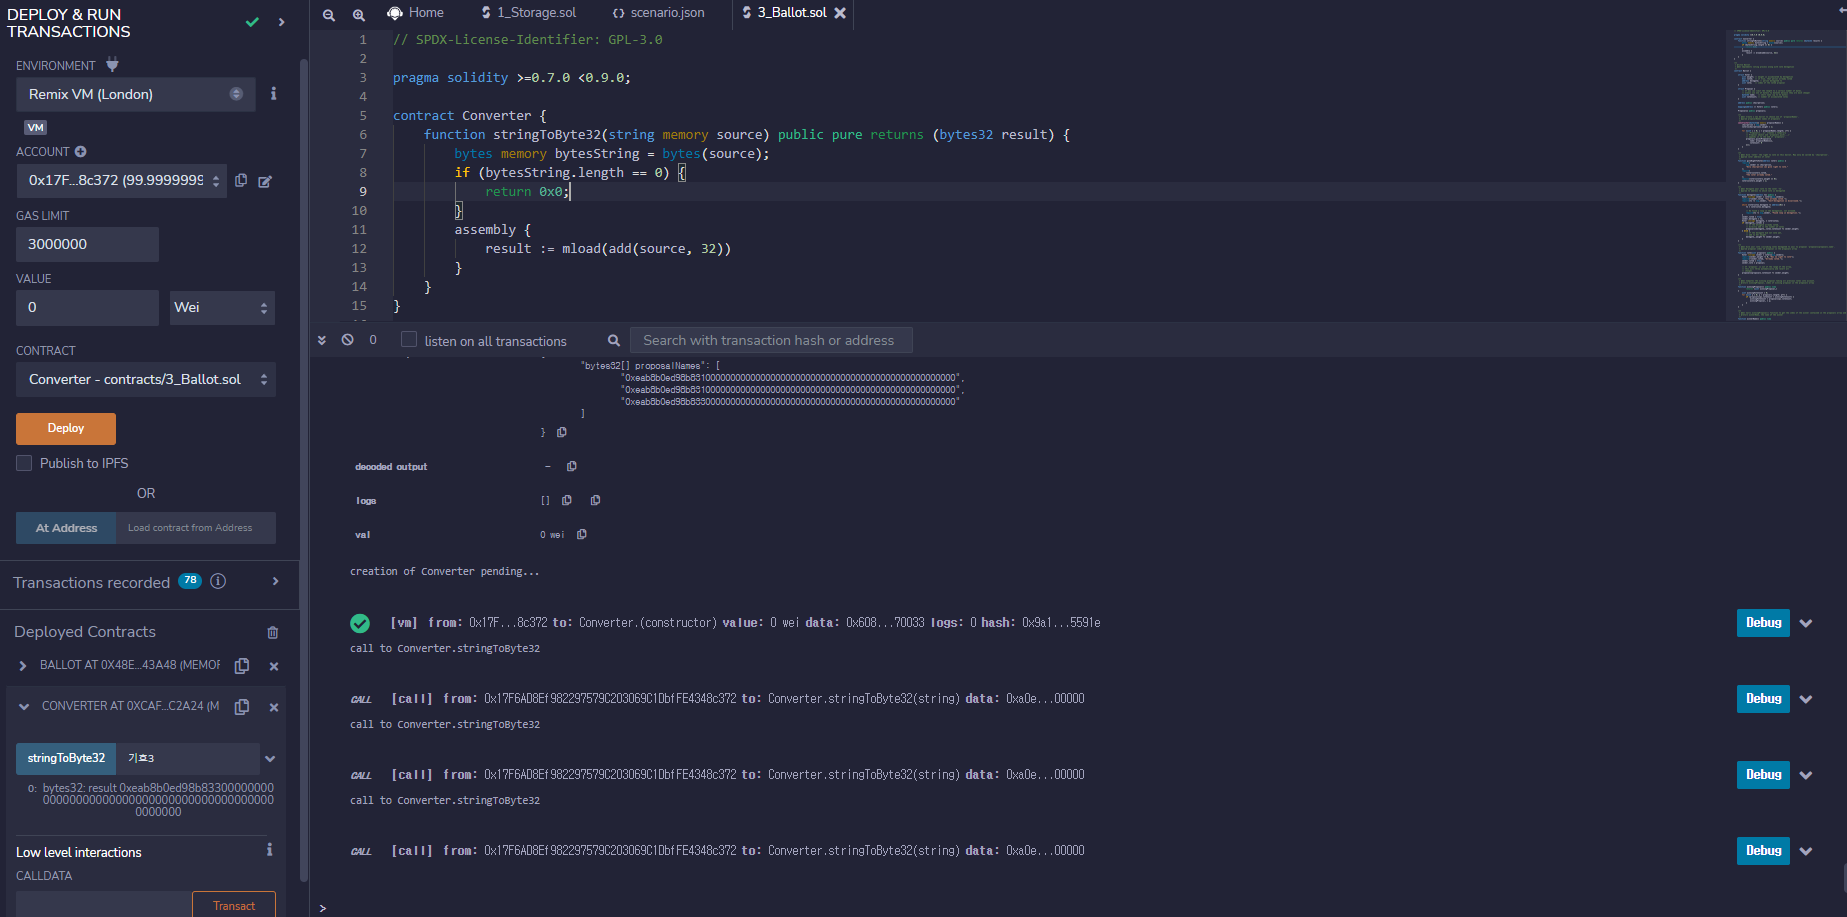 DEPLOY & RUN
TRANSACTIONS
ENVIRONMENT
Remix VM (London)
VM
ACCOUNT
0x17F...8c372 (99.9999999
GAS LIMIT
3000000
VALUE
0
Wei
CONTRACT
Converter - contracts/3_Ballot.sol
Deploy
Publish to IPFS
OR
At Address
Load contract from Address
Transactions recorded 78
Deployed Contracts
BALLOT AT 0X48E...43A48 (MEMOF
CONVERTER AT 0XCAF...C2A24 (M
stringToByte32
기호3
0: bytes32: result 0xeab8b0ed98b83300000000
0000000000000000000000000000000000
0000000
Low level interactions
CALLDATA
Transact
Home
1_Storage.sol
scenario.json
3_Ballot.sol
1 // SPDX-License-Identifier: GPL-3.0
2
3 pragma solidity >=0.7.0 <0.9.0;
4
5 contract Converter {
6 function stringToByte32(string memory source) public pure returns (bytes32 result) {
7 bytes memory bytesString = bytes(source);
8 if (bytesString.length == 0) {
9 return 0x0;
10 }
11 assembly {
12 result := mload(add(source, 32))
13 }
14 }
15 }
0
listen on all transactions
Search with transaction hash or address
"bytes32[] proposalNames": [
"0xeab8b0ed98b83100000000000000000000000000000000000000000000000000",
"0xeab8b0ed98b83100000000000000000000000000000000000000000000000000",
"0xeab8b0ed98b83300000000000000000000000000000000000000000000000000"
]
}
decoded output -
logs []
val 0 wei
creation of Converter pending...
[vm] from: 0x17F...8c372 to: Converter.(constructor) value: 0 wei data: 0x608...70033 logs: 0 hash: 0x9a1...5591e
Debug
call to Converter.stringToByte32
CALL [call] from: 0x17F6AD8Ef982297579C203069C1DbfFE4348c372 to: Converter.stringToByte32(string) data: 0xa0e...00000
Debug
call to Converter.stringToByte32
CALL [call] from: 0x17F6AD8Ef982297579C203069C1DbfFE4348c372 to: Converter.stringToByte32(string) data: 0xa0e...00000
Debug
call to Converter.stringToByte32
CALL [call] from: 0x17F6AD8Ef982297579C203069C1DbfFE4348c372 to: Converter.stringToByte32(string) data: 0xa0e...00000
Debug
>